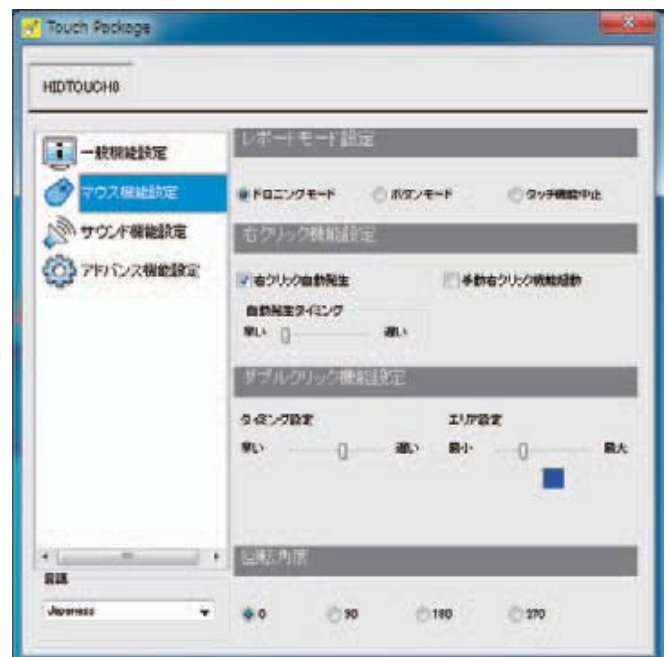 Touch Package
HIDTOUCH0
一般機能設定
マウス機能設定
サウンド機能設定
アドバンス機能設定
言語
Japanese
レポートモード設定
ドロニングモード
ボタンモード
タッチ機能中止
右クリック機能設定
右クリック自動発生
手動右クリック機能起動
自動発生タイミング
早い
遅い
ダブルクリック機能設定
タイミング設定
早い
遅い
エリア設定
最小
最大
回転角度
0
90
180
270